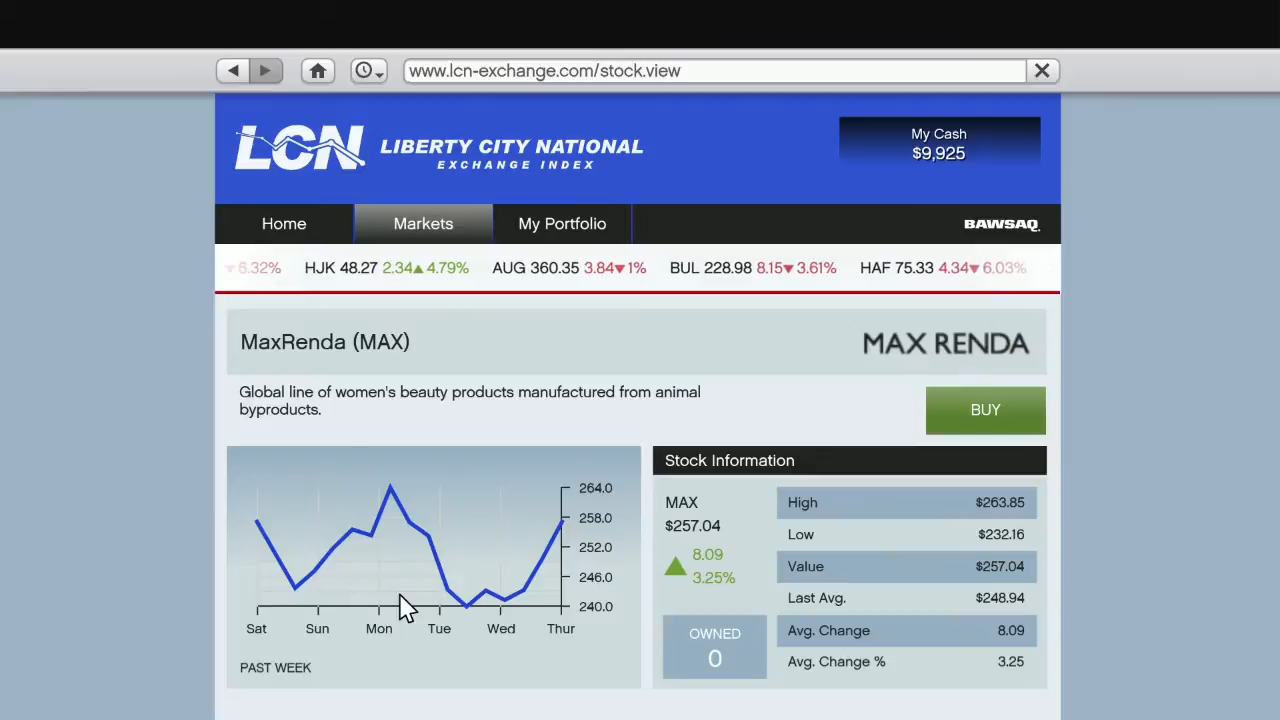 www.lcn-exchange.com/stock.view
LCN LIBERTY CITY NATIONAL
EXCHANGE INDEX
My Cash
$9,925
Home Markets My Portfolio BAWSAQ
▼6.32% HJK 48.27 2.34▲4.79% AUG 360.35 3.84▼1% BUL 228.98 8.15▼3.61% HAF 75.33 4.34▼6.03%
MaxRenda (MAX) MAX RENDA
Global line of women's beauty products manufactured from animal
byproducts.
BUY
264.0
258.0
252.0
246.0
240.0
Sat Sun Mon Tue Wed Thur
PAST WEEK
Stock Information
MAX
$257.04
8.09
3.25%
OWNED
0
High $263.85
Low $232.16
Value $257.04
Last Avg. $248.94
Avg. Change 8.09
Avg. Change % 3.25